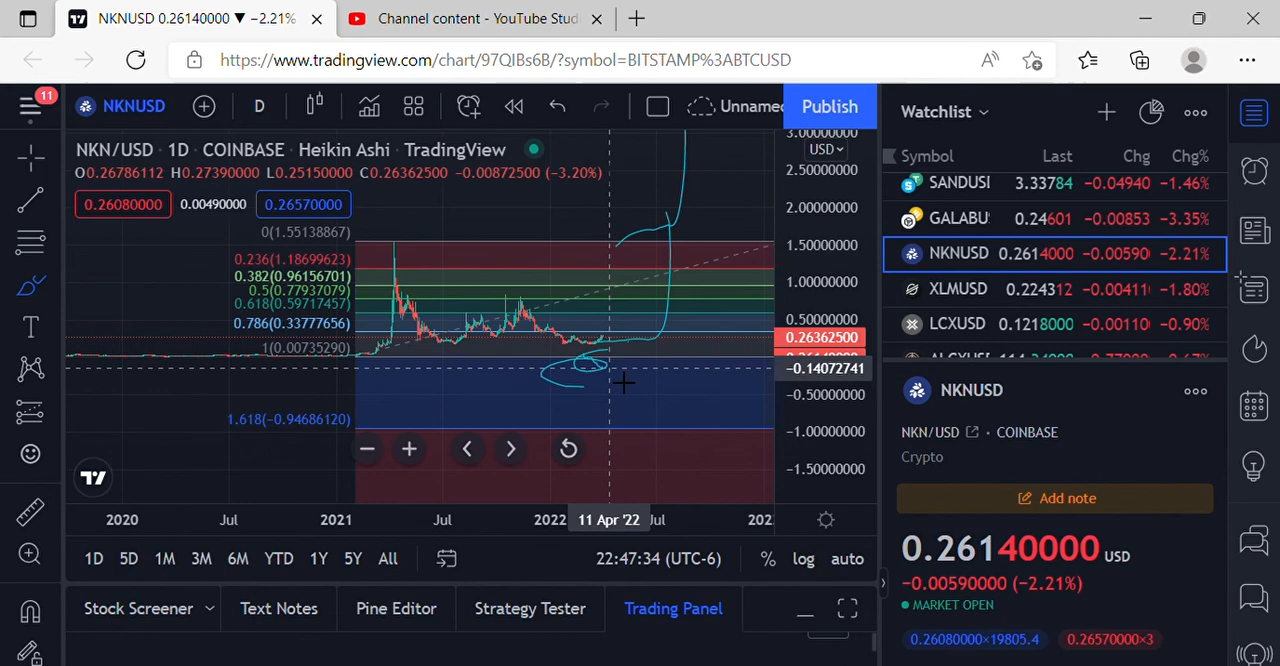 NKNUSD 0.26140000 ▼ −2.21%
Channel content - YouTube Stud
https://www.tradingview.com/chart/97QIBs6B/?symbol=BITSTAMP%3ABTCUSD
11
NKNUSD
D
Unnamed
Publish
NKN/USD · 1D · COINBASE · Heikin Ashi · TradingView
O0.26786112 H0.27390000 L0.25150000 C0.26362500 −0.00872500 (−3.20%)
0.26080000 0.00490000 0.26570000
0(1.55138867)
0.236(1.18699623)
0.382(0.96156701)
0.5(0.77937079)
0.618(0.59717457)
0.786(0.33777656)
1(0.00735290)
1.618(−0.94686120)
3.00000000
USD
2.50000000
2.00000000
1.50000000
1.00000000
0.50000000
0.26362500
−0.14072741
−0.50000000
−1.00000000
−1.50000000
2020 Jul 2021 Jul 2022 11 Apr '22 Jul 202
1D 5D 1M 3M 6M YTD 1Y 5Y All 22:47:34 (UTC-6) % log auto
Stock Screener Text Notes Pine Editor Strategy Tester Trading Panel
Watchlist
Symbol Last Chg Chg%
SANDUSI 3.33784 −0.04940 −1.46%
GALABU 0.24601 −0.00853 −3.35%
NKNUSD 0.2614000 −0.00590 −2.21%
XLMUSD 0.224312 −0.00411 −1.80%
LCXUSD 0.1218000 −0.00110 −0.90%
NKNUSD
NKN/USD · COINBASE
Crypto
Add note
0.26140000 USD
−0.00590000 (−2.21%)
MARKET OPEN
0.26080000×19805.4 0.26570000×3